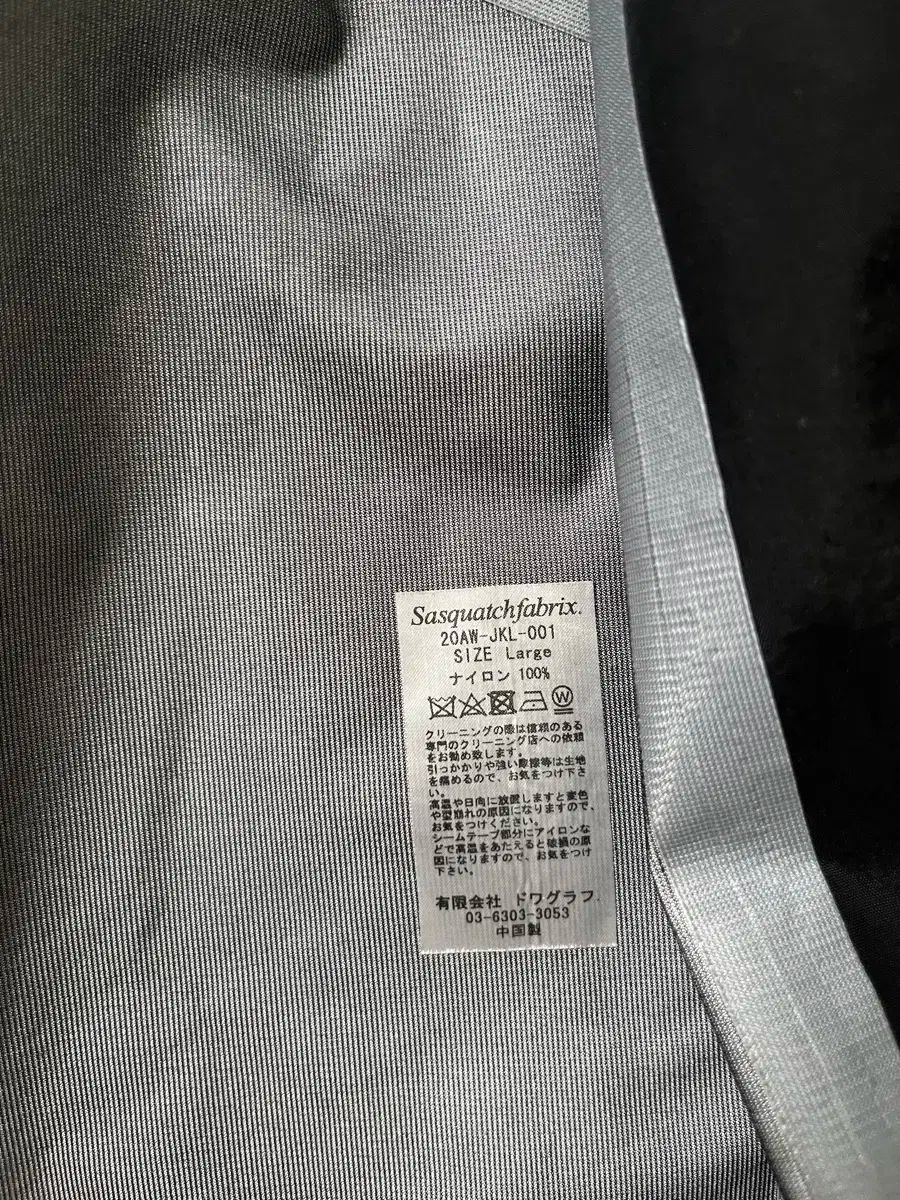 Sasquatchfabrix.
20AW-JKL-001
SIZE Large
ナイロン 100%
W
クリーニングの際は信頼のある
専門のクリーニング店への依頼
をお勧め致します。
引っかかりや強い摩擦等は生地
を痛めるので、お気をつけ下さ
い。
高温や日向に放置しますと変色
や型崩れの原因になりますので、
お気をつけください。
シームテープ部分にアイロンな
どで高温をあたえると破損の原
因になりますので、お気をつけ
下さい。
有限会社 ドワグラフ.
03-6303-3053
中国製